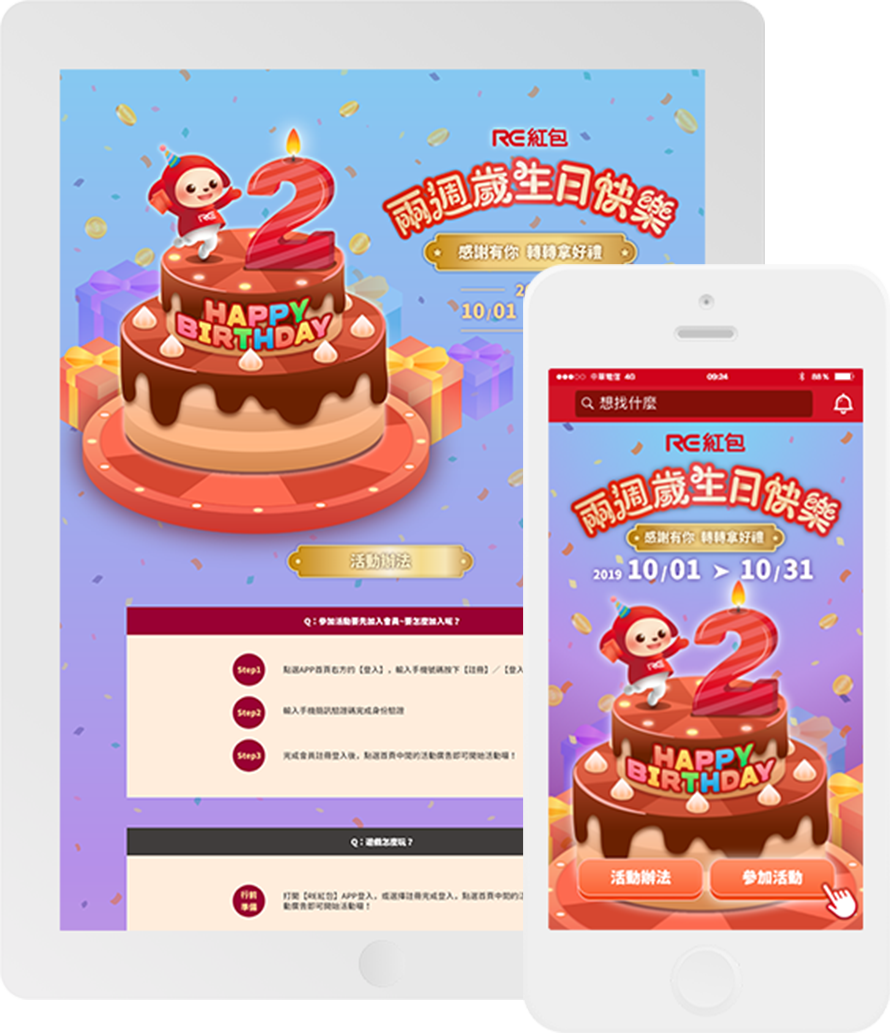 RE紅包
兩週歲生日快樂
感謝有你 轉轉拿好禮
10/01
2
HAPPY
BIRTHDAY
活動辦法
Q：參加活動要先加入會員~要怎麼加入呢？
Step1 點選APP首頁右方的【登入】，輸入手機號碼按下【註冊】／【登入
Step2 輸入手機簡訊驗證碼完成身份驗證
Step3 完成會員註冊登入後，點選首頁中間的活動廣告即可開始活動囉！
Q：遊戲怎麼玩？
行前
準備
打開【RE紅包】APP登入，或選擇註冊完成登入。點選首頁中間的活
動廣告即可開始活動囉！
中華電信 4G 09:34 88%
想找什麼
RE紅包
兩週歲生日快樂
感謝有你 轉轉拿好禮
2019 10/01 ➤ 10/31
2
HAPPY
BIRTHDAY
活動辦法 參加活動